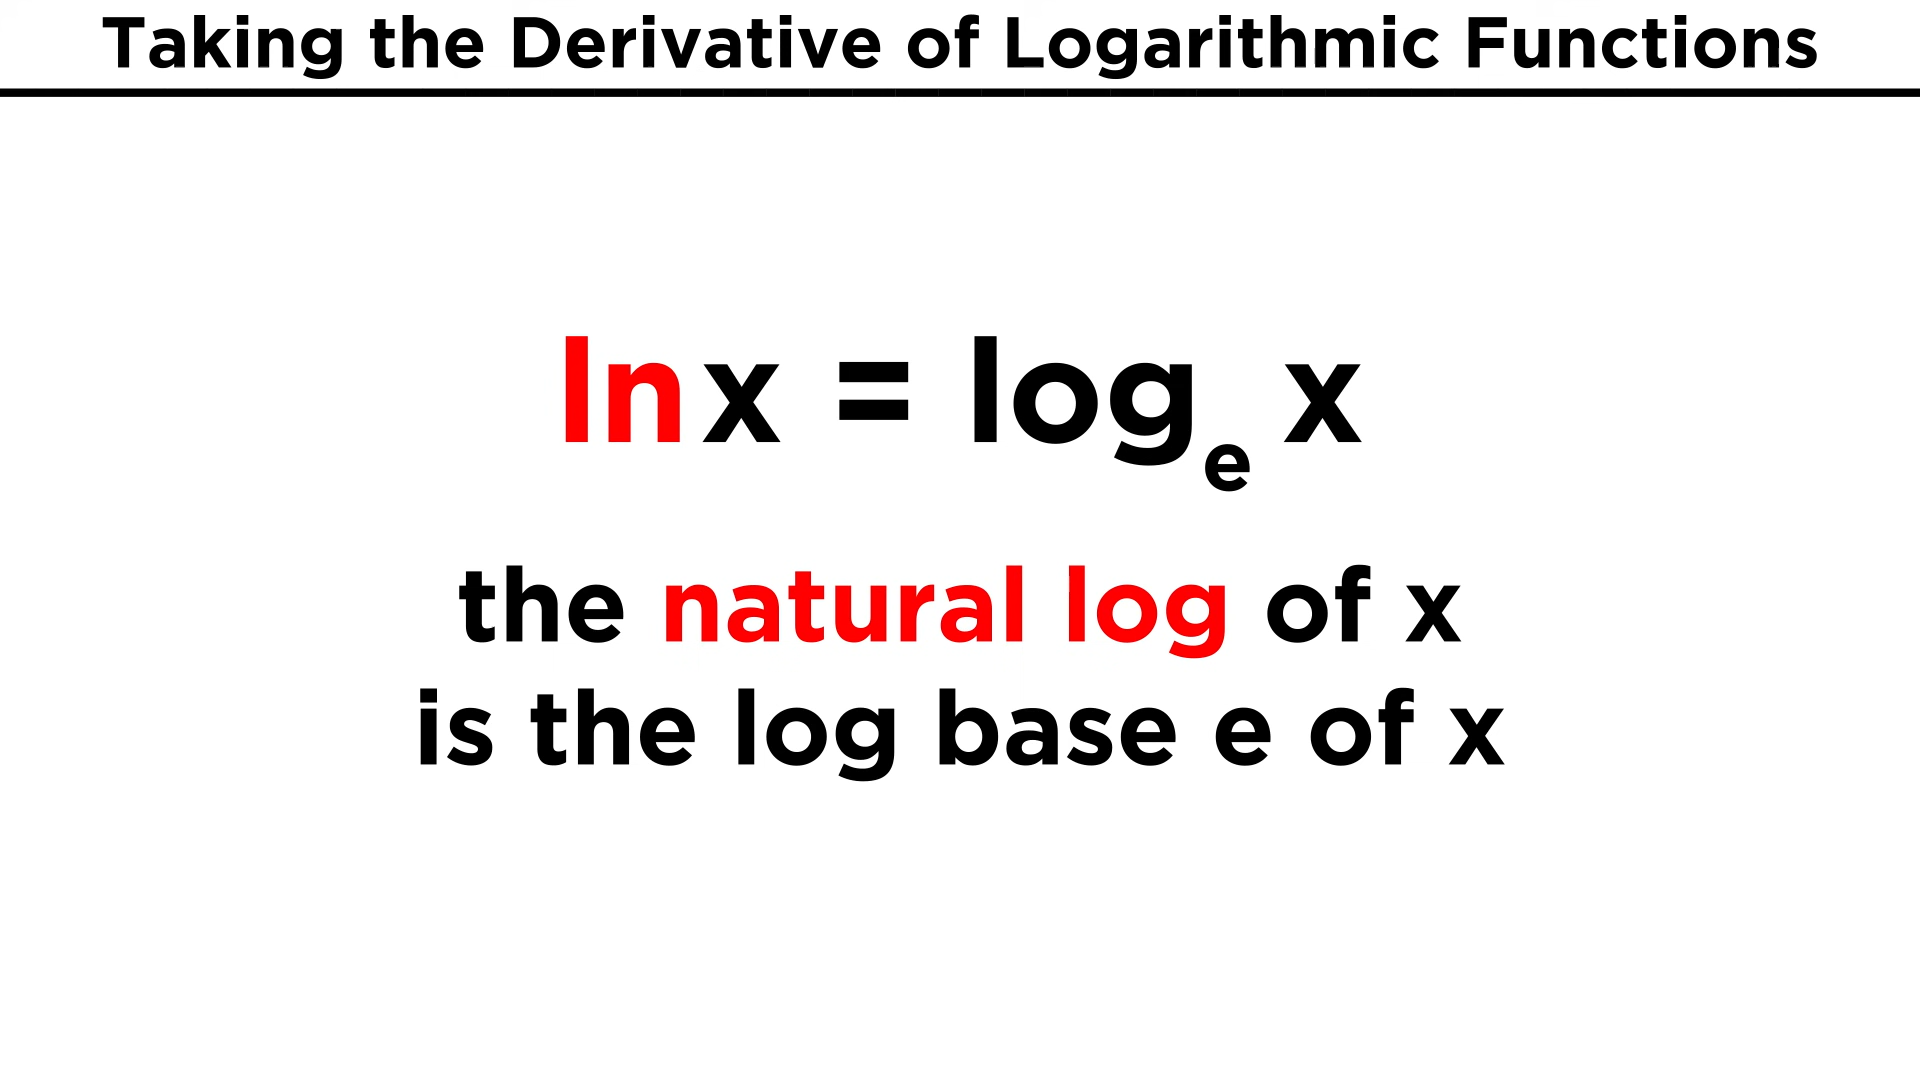 Taking the Derivative of Logarithmic Functions
ln x = logₑ x
the natural log of x
is the log base e of x